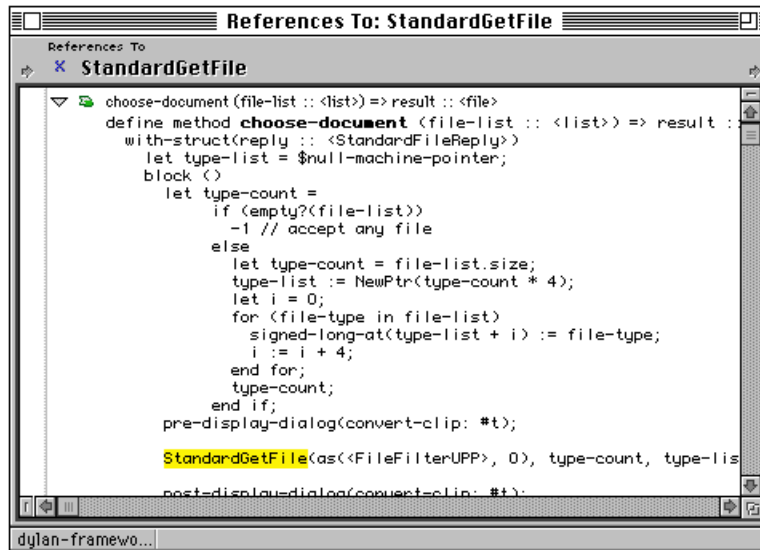 References To: StandardGetFile
References To
X StandardGetFile
choose-document (file-list :: <list>) => result :: <file>
define method choose-document (file-list :: <list>) => result ::
with-struct(reply :: <StandardFileReply>)
let type-list = $null-machine-pointer;
block ()
let type-count =
if (empty?(file-list))
-1 // accept any file
else
let type-count = file-list.size;
type-list := NewPtr(type-count * 4);
let i = 0;
for (file-type in file-list)
signed-long-at(type-list + i) := file-type;
i := i + 4;
end for;
type-count;
end if;
pre-display-dialog(convert-clip: #t);
StandardGetFile(as(<FileFilterUPP>, 0), type-count, type-lis
post-display-dialog(convert-clip: #t);
r
dylan-framewo...